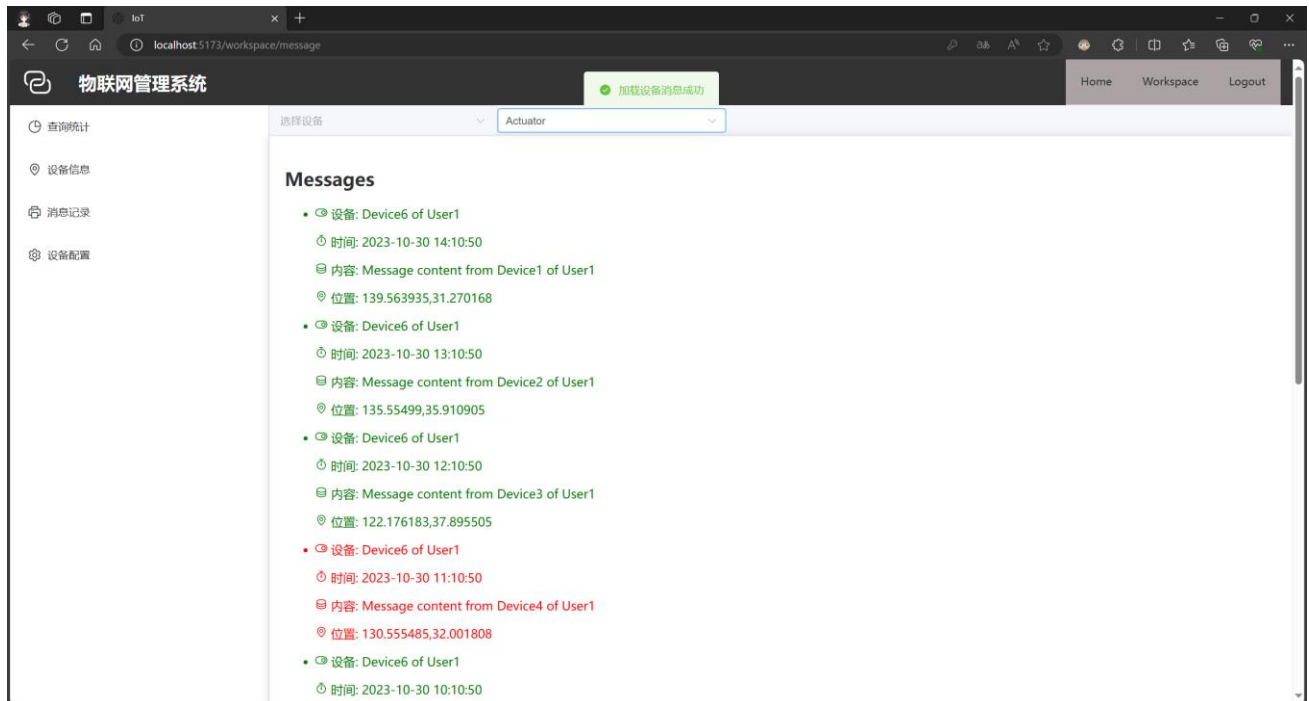 IoT
localhost:5173/workspace/message
物联网管理系统
加载设备消息成功
Home Workspace Logout
查询统计
设备信息
消息记录
设备配置
选择设备 Actuator
Messages
设备: Device6 of User1
时间: 2023-10-30 14:10:50
内容: Message content from Device1 of User1
位置: 139.563935,31.270168
设备: Device6 of User1
时间: 2023-10-30 13:10:50
内容: Message content from Device2 of User1
位置: 135.55499,35.910905
设备: Device6 of User1
时间: 2023-10-30 12:10:50
内容: Message content from Device3 of User1
位置: 122.176183,37.895505
设备: Device6 of User1
时间: 2023-10-30 11:10:50
内容: Message content from Device4 of User1
位置: 130.555485,32.001808
设备: Device6 of User1
时间: 2023-10-30 10:10:50